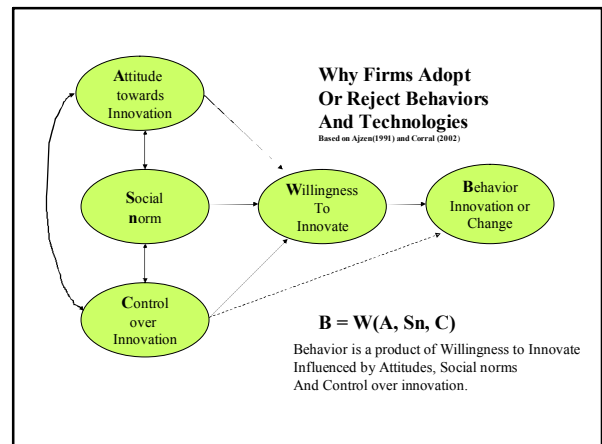 Attitude
towards
Innovation
Why Firms Adopt
Or Reject Behaviors
And Technologies
Based on Ajzen(1991) and Corral (2002)
Social
norm
Willingness
To
Innovate
Behavior
Innovation or
Change
Control
over
Innovation
B = W(A, Sn, C)
Behavior is a product of Willingness to Innovate
Influenced by Attitudes, Social norms
And Control over innovation.